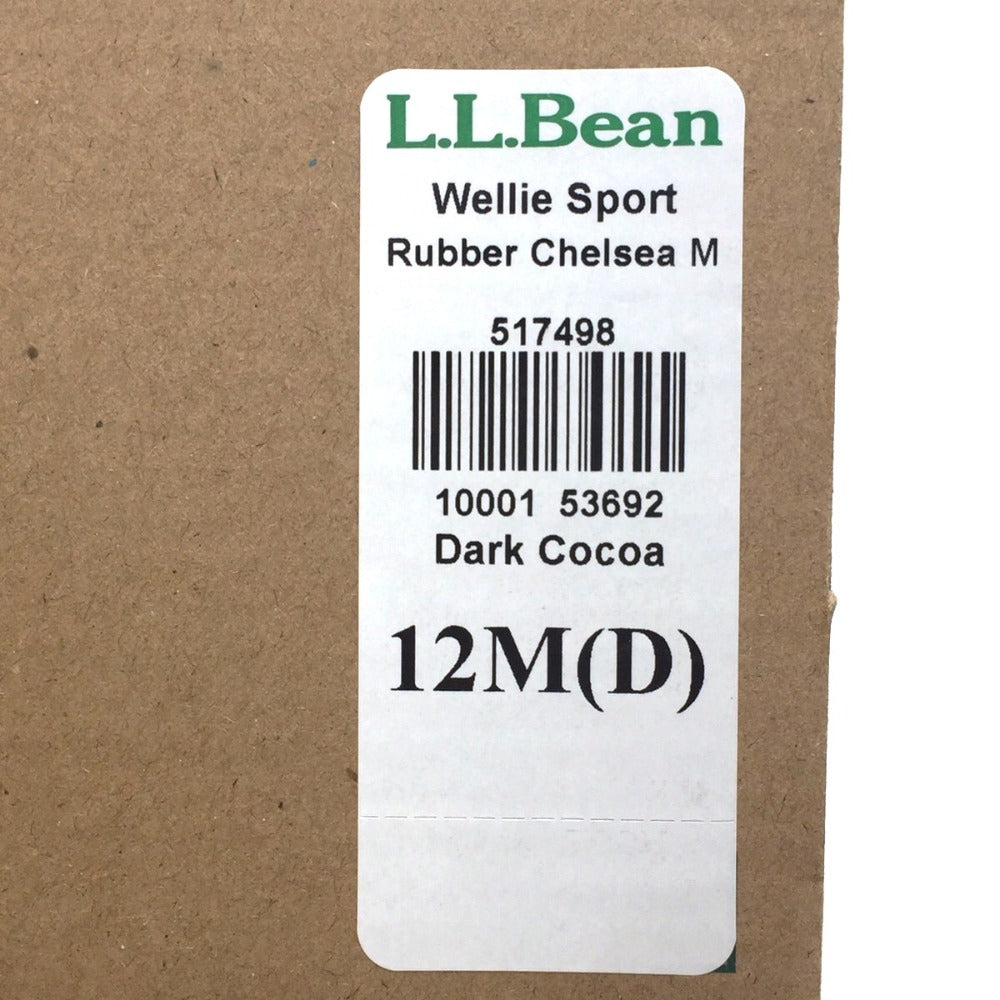 L.L.Bean
Wellie Sport
Rubber Chelsea M
517498
10001 53692
Dark Cocoa
12M(D)